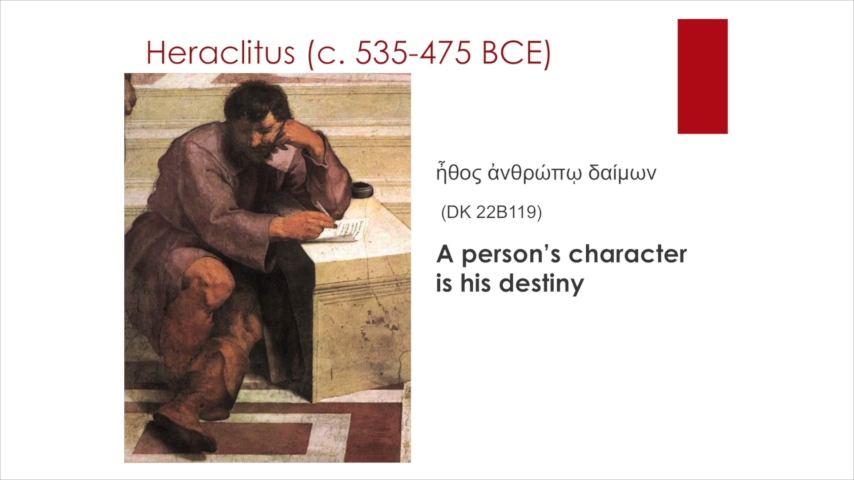 Heraclitus (c. 535-475 BCE)
ἦθος ἀνθρώπῳ δαίμων
(DK 22B119)
A person’s character
is his destiny